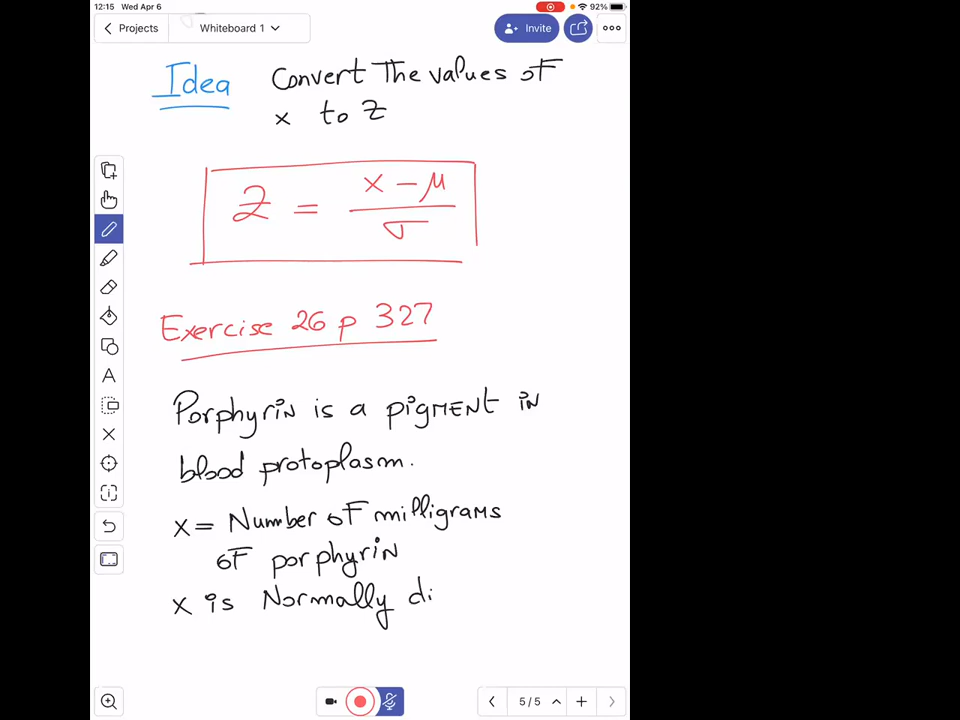 12:15 Wed Apr 6
92%
Projects
Whiteboard 1
Invite
Idea Convert The values of
x to Z
Z = x - μ
σ
Exercise 26 p 327
Porphyrin is a pigment in
blood protoplasm.
x = Number of milligrams
of porphyrin
x is Normally di
5/5